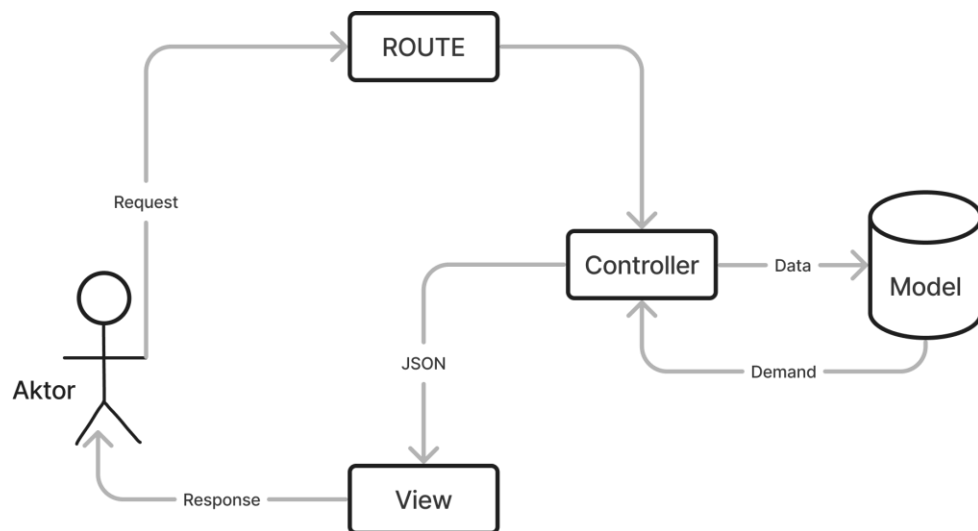 ROUTE
Request
Controller
Data
Model
Aktor
JSON
Demand
View
Response